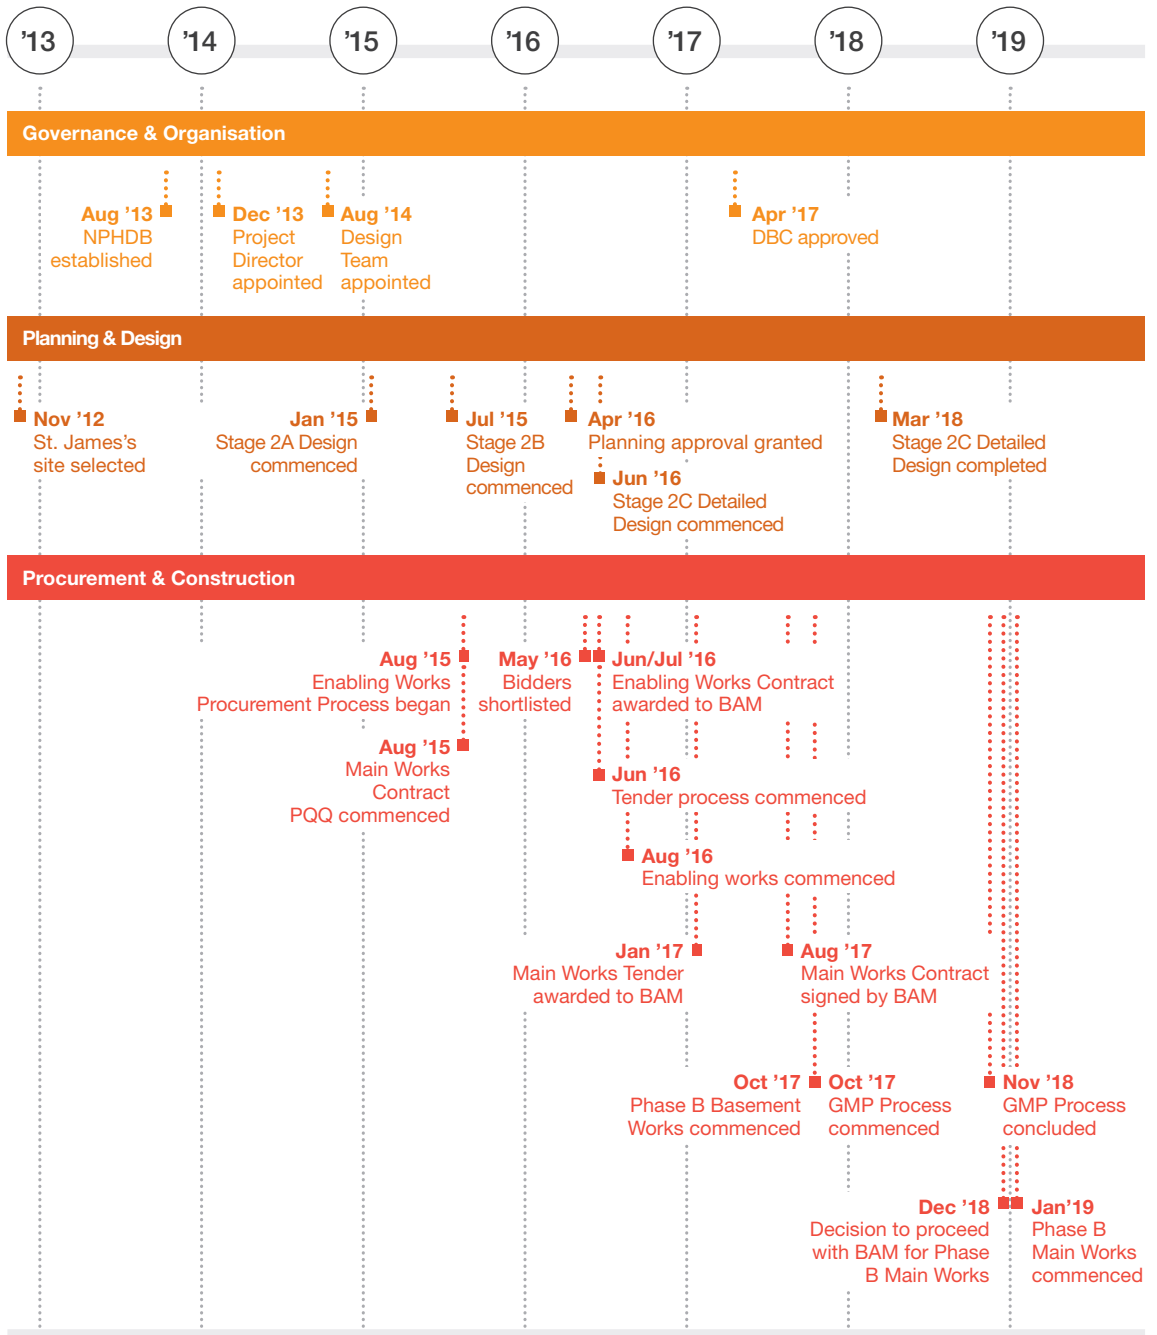 ’13
’14
’15
’16
’17
’18
’19
Governance & Organisation
Aug ’13
NPHDB
established
Dec ’13
Project
Director
appointed
Aug ’14
Design
Team
appointed
Apr ’17
DBC approved
Planning & Design
Nov ’12
St. James’s
site selected
Jan ’15
Stage 2A Design
commenced
Jul ’15
Stage 2B
Design
commenced
Apr ’16
Planning approval granted
Jun ’16
Stage 2C Detailed
Design commenced
Mar ’18
Stage 2C Detailed
Design completed
Procurement & Construction
Aug ’15
Enabling Works
Procurement Process began
May ’16
Bidders
shortlisted
Jun/Jul ’16
Enabling Works Contract
awarded to BAM
Aug ’15
Main Works
Contract
PQQ commenced
Jun ’16
Tender process commenced
Aug ’16
Enabling works commenced
Jan ’17
Main Works Tender
awarded to BAM
Aug ’17
Main Works Contract
signed by BAM
Oct ’17
Phase B Basement
Works commenced
Oct ’17
GMP Process
commenced
Nov ’18
GMP Process
concluded
Dec ’18
Decision to proceed
with BAM for Phase
B Main Works
Jan’19
Phase B
Main Works
commenced